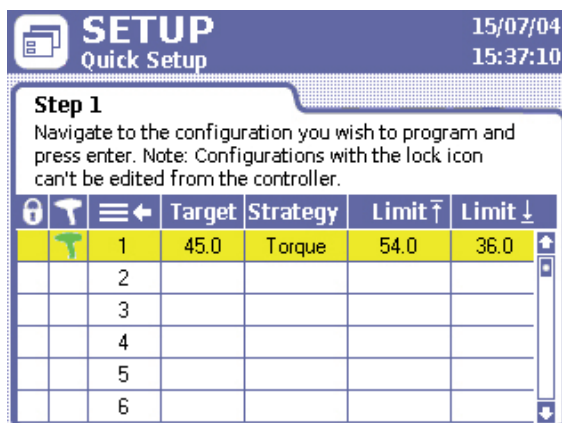 SETUP
15/07/04
Quick Setup
15:37:10
Step 1
Navigate to the configuration you wish to program and
press enter. Note: Configurations with the lock icon
can't be edited from the controller.
Target Strategy Limit Limit
1 45.0 Torque 54.0 36.0
2
3
4
5
6